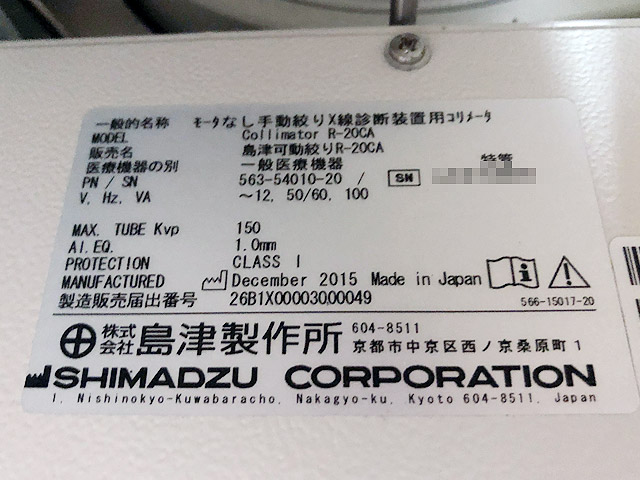 一般的名称 モータなし手動絞りX線診断装置用コリメータ
MODEL Collimator R-20CA
販売名 島津可動絞りR-20CA
医療機器の別 一般医療機器 特管
PN / SN 563-54010-20 / SN
V, Hz, VA ～12, 50/60, 100
MAX. TUBE Kvp 150
Al.EQ. 1.0mm
PROTECTION CLASS I
MANUFACTURED December 2015 Made in Japan
製造販売届出番号 26B1X00003000049
566-15017-20
株式会社 島津製作所 604-8511
京都市中京区西ノ京桑原町1
SHIMADZU CORPORATION
1, Nishinokyo-Kuwabaracho, Nakagyo-ku, Kyoto 604-8511, Japan